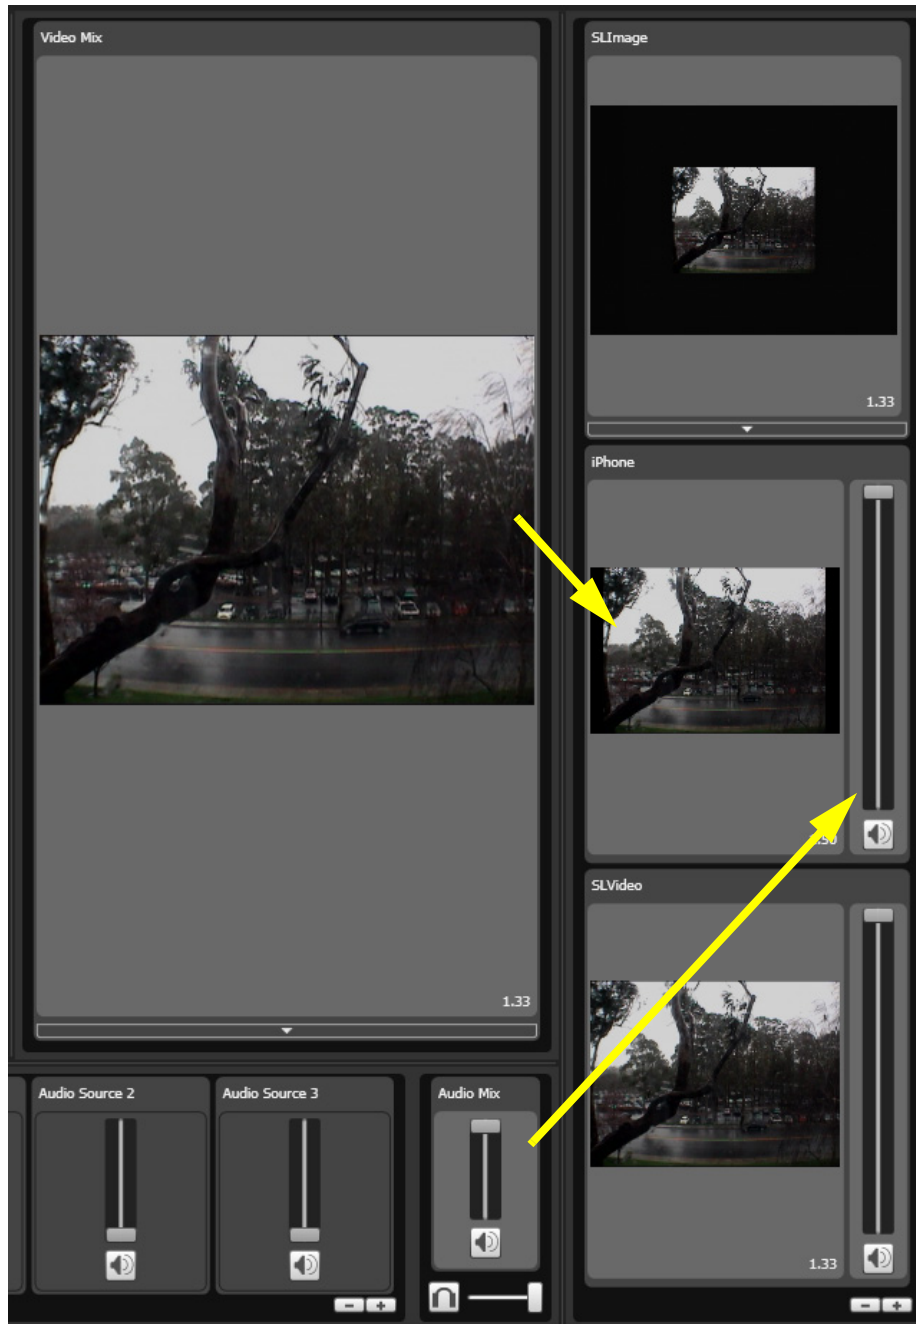 Video Mix
1.33
SLImage
1.33
iPhone
SLVideo
1.33
Audio Source 2
Audio Source 3
Audio Mix